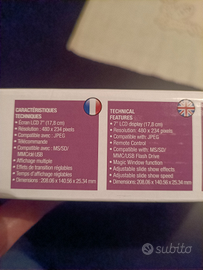 CARACTÉRISTIQUES
TECHNIQUES
• Ecran LCD 7" (17,8 cm)
• Résolution : 480 x 234 pixels
• Compatible avec : JPEG
• Télécommande
• Compatible avec : MS/SD/
MMC/clé USB
• Affichage multiple
• Effets de transition réglables
• Temps d'affichage réglables
• Dimensions : 208.06 x 140.56 x 25.34 mm
TECHNICAL
FEATURES
• 7" LCD display (17,8 cm)
• Resolution: 480 x 234 pixels
• Compatible with JPEG
• Remote Control
• Compatible with: MS/SD/
MMC/USB Flash Drive
• Magic Window function
• Adjustable slide show effects
• Adjustable slide show speed
• Dimensions: 208.06 x 140.56 x 25.34 mm
subito